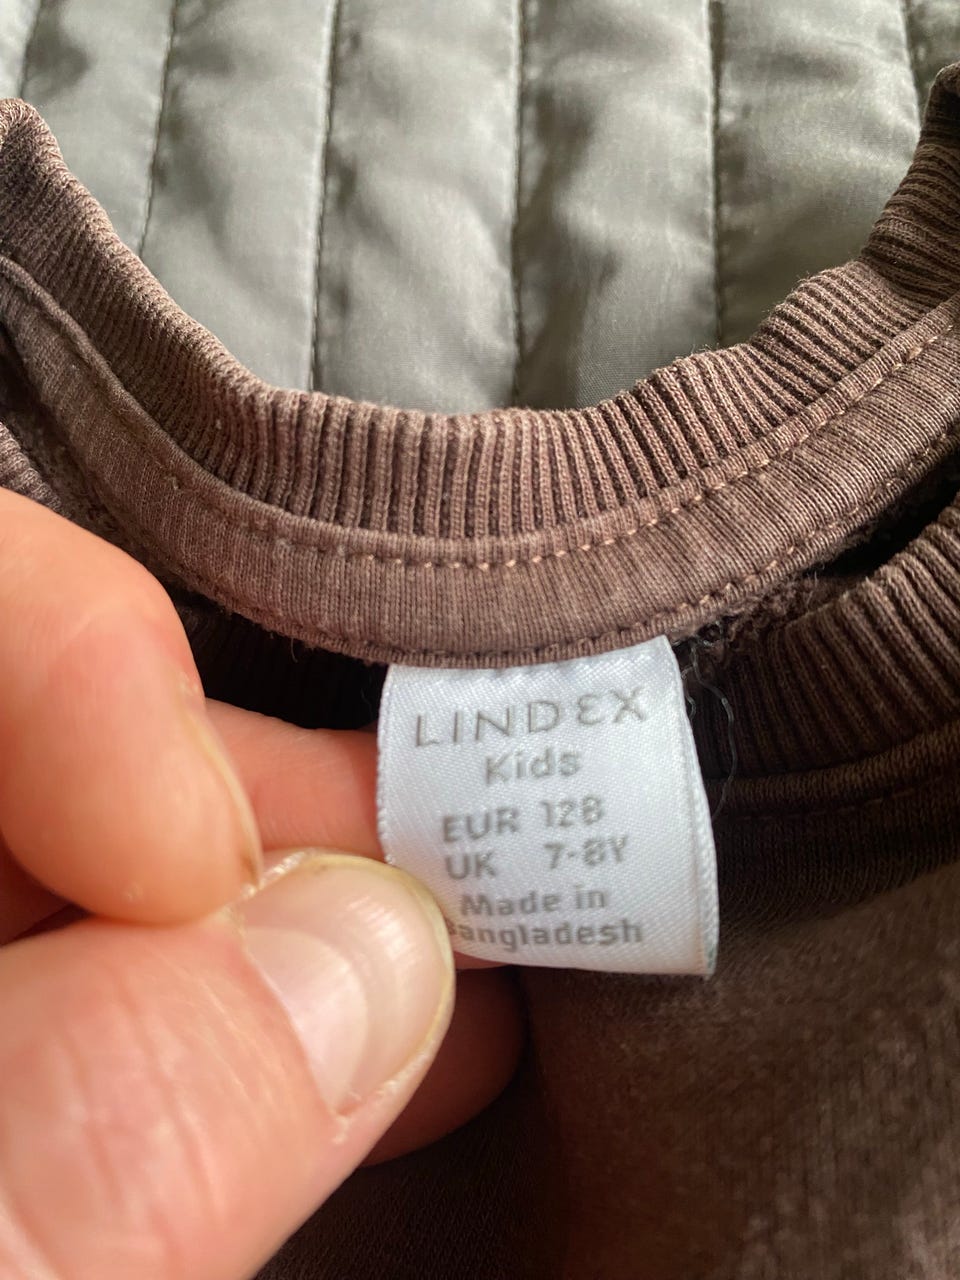 LINDEX
Kids
EUR 128
UK 7-8Y
Made in
Bangladesh